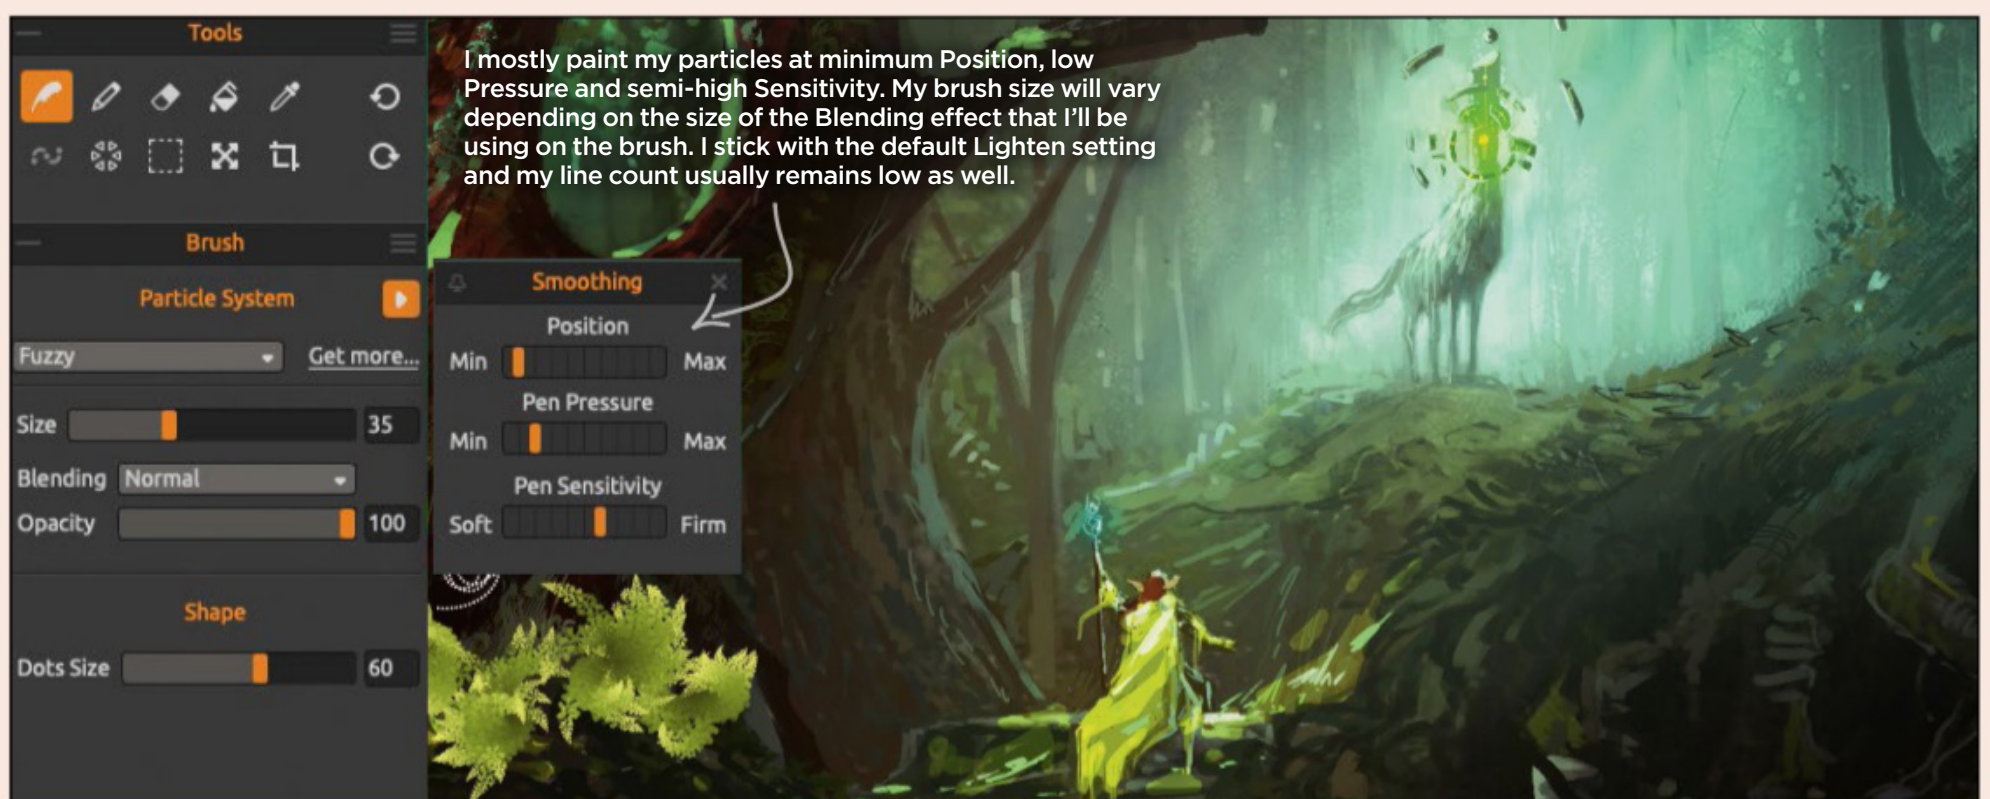 Tools
Brush
Particle System
Fuzzy Get more...
Size 35
Blending Normal
Opacity 100
Shape
Dots Size 60
I mostly paint my particles at minimum Position, low
Pressure and semi-high Sensitivity. My brush size will vary
depending on the size of the Blending effect that I’ll be
using on the brush. I stick with the default Lighten setting
and my line count usually remains low as well.
Smoothing
Position
Min Max
Pen Pressure
Min Max
Pen Sensitivity
Soft Firm